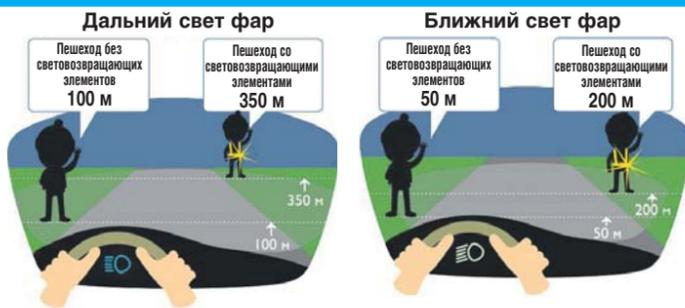 Дальний свет фар
Пешеход без
световозвращающих
элементов
100 м
Пешеход со
световозвращающими
элементами
350 м
350 м
100 м
Ближний свет фар
Пешеход без
световозвращающих
элементов
50 м
Пешеход со
световозвращающими
элементами
200 м
200 м
50 м